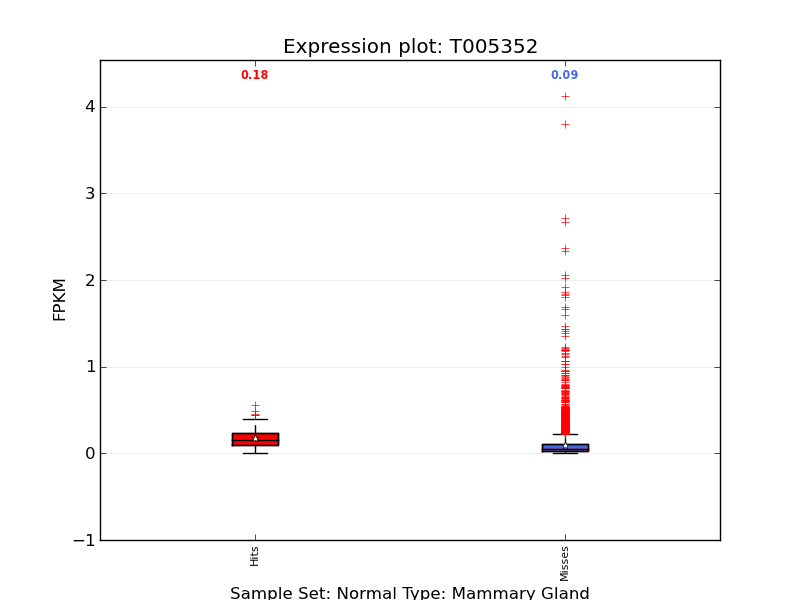 Expression plot: T005352
0.18
0.09
4
3
2
1
0
−1
FPKM
Hits
Misses
Sample Set: Normal Type: Mammary Gland